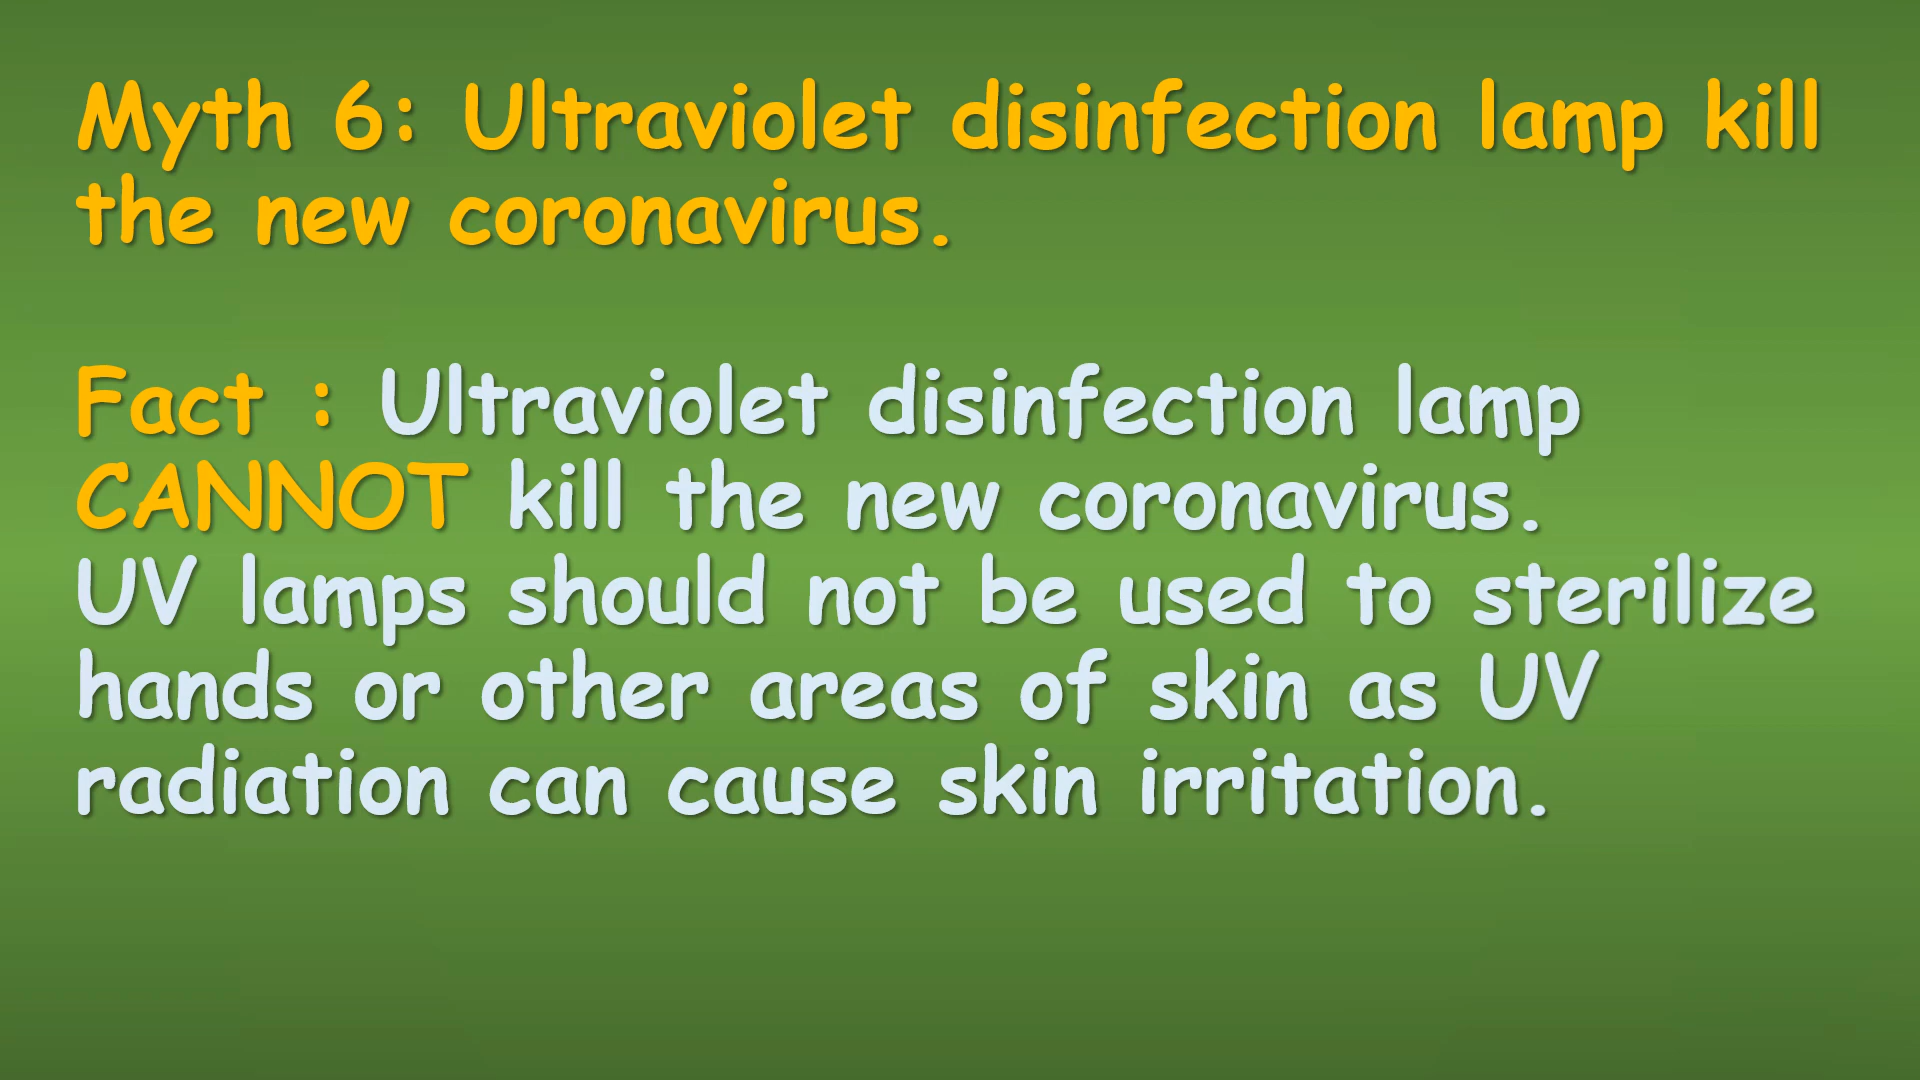 Myth 6: Ultraviolet disinfection lamp kill
the new coronavirus.
Fact : Ultraviolet disinfection lamp
CANNOT kill the new coronavirus.
UV lamps should not be used to sterilize
hands or other areas of skin as UV
radiation can cause skin irritation.